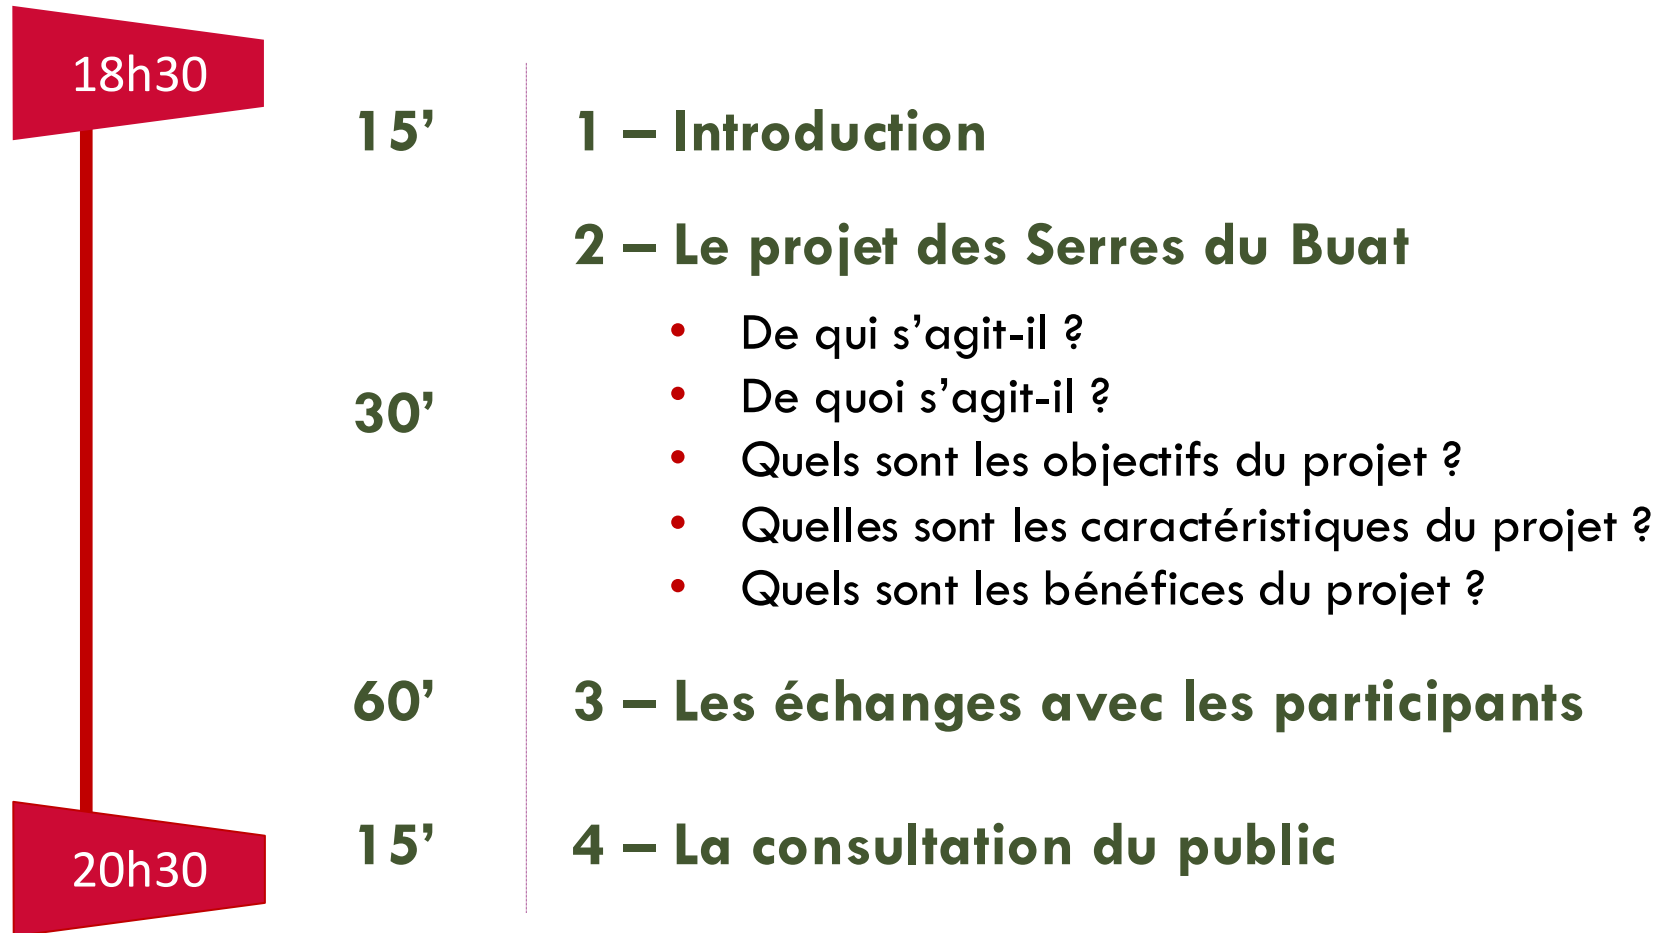 18h30
15’
1 – Introduction
2 – Le projet des Serres du Buat
• De qui s’agit-il ?
• De quoi s’agit-il ?
30’
• Quels sont les objectifs du projet ?
• Quelles sont les caractéristiques du projet ?
• Quels sont les bénéfices du projet ?
60’
3 – Les échanges avec les participants
15’
4 – La consultation du public
20h30